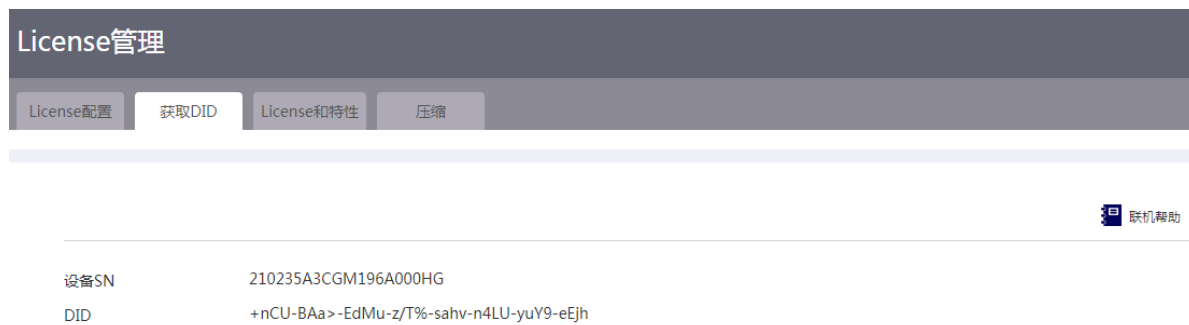 License管理
License配置 获取DID License和特性 压缩
联机帮助
设备SN 210235A3CGM196A000HG
DID +nCU-BAa>-EdMu-z/T%-sahv-n4LU-yuY9-eEjh